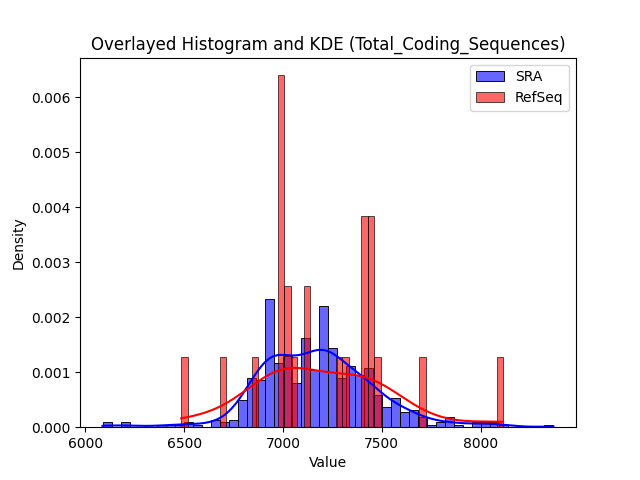 Overlayed Histogram and KDE (Total_Coding_Sequences)
SRA
RefSeq
0.006
0.005
0.004
0.003
0.002
0.001
0.000
Density
6000 6500 7000 7500 8000
Value